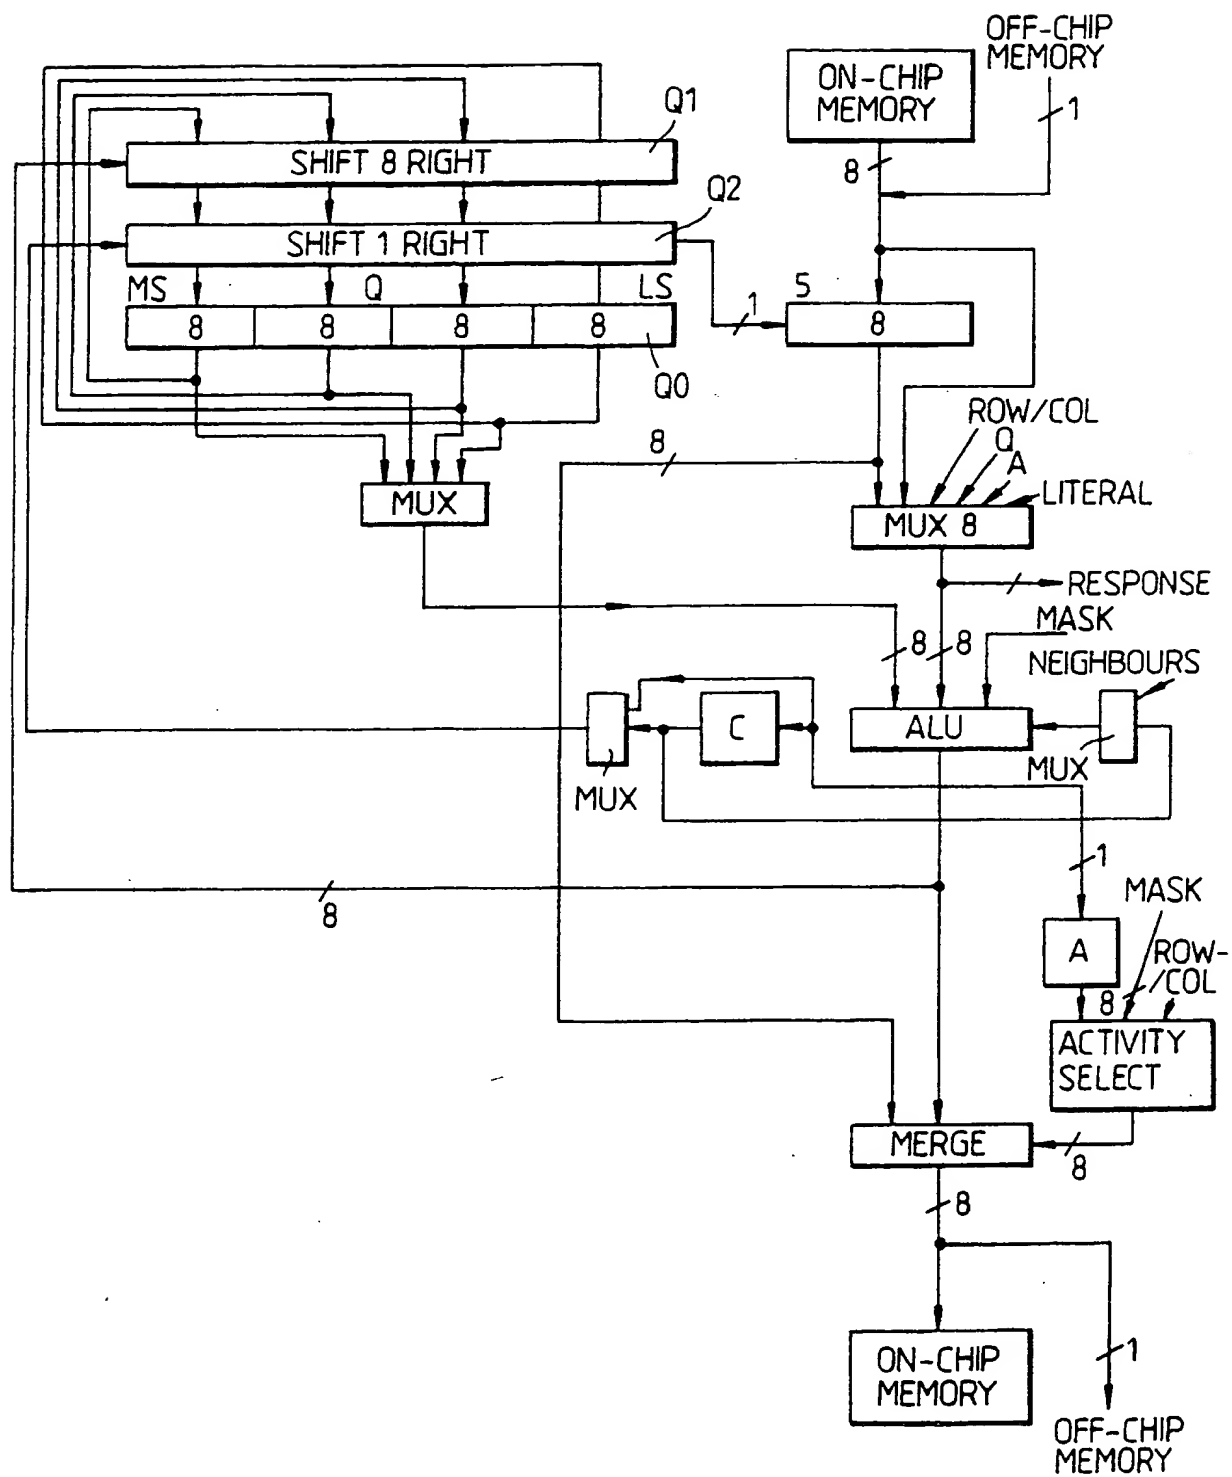 OFF-CHIP
MEMORY
ON-CHIP
MEMORY
1
8
Q1
SHIFT 8 RIGHT
Q2
SHIFT 1 RIGHT
MS
Q
LS
1
S
8
8
8
8
8
Q0
ROW/COL
Q
A
LITERAL
8
MUX
MUX 8
RESPONSE
MASK
8
8
NEIGHBOURS
C
ALU
MUX
MUX
1
8
MASK
A
ROW-
/COL
8
ACTIVITY
SELECT
MERGE
8
8
ON-CHIP
MEMORY
1
OFF-CHIP
MEMORY